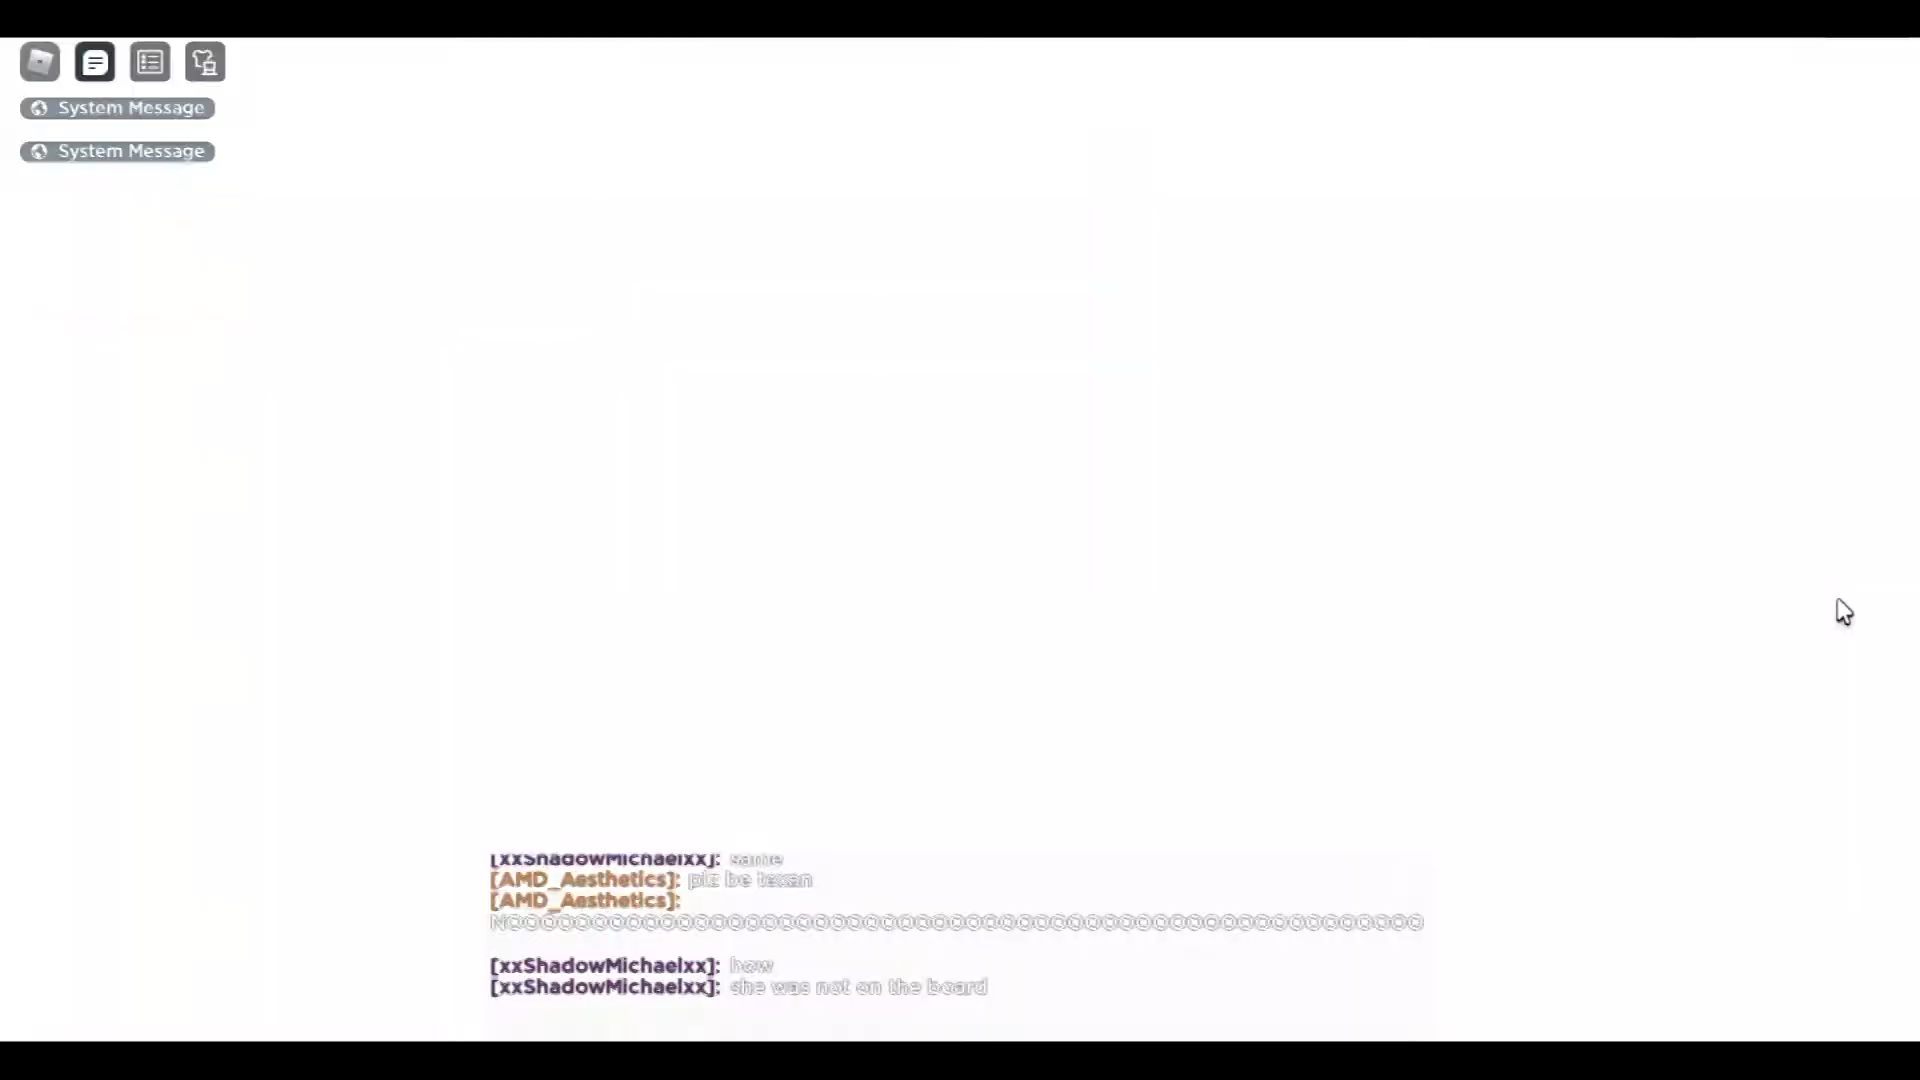 System Message
System Message
[xxShadowMichaelxx]: same
[AMD_Aesthetics]: plz be texan
[AMD_Aesthetics]:
NOOOOOOOOOOOOOOOOOOOOOOOOOOOOOOOOOOOOOOOOOOOOOOOOOOOOO
[xxShadowMichaelxx]: how
[xxShadowMichaelxx]: she was not on the board